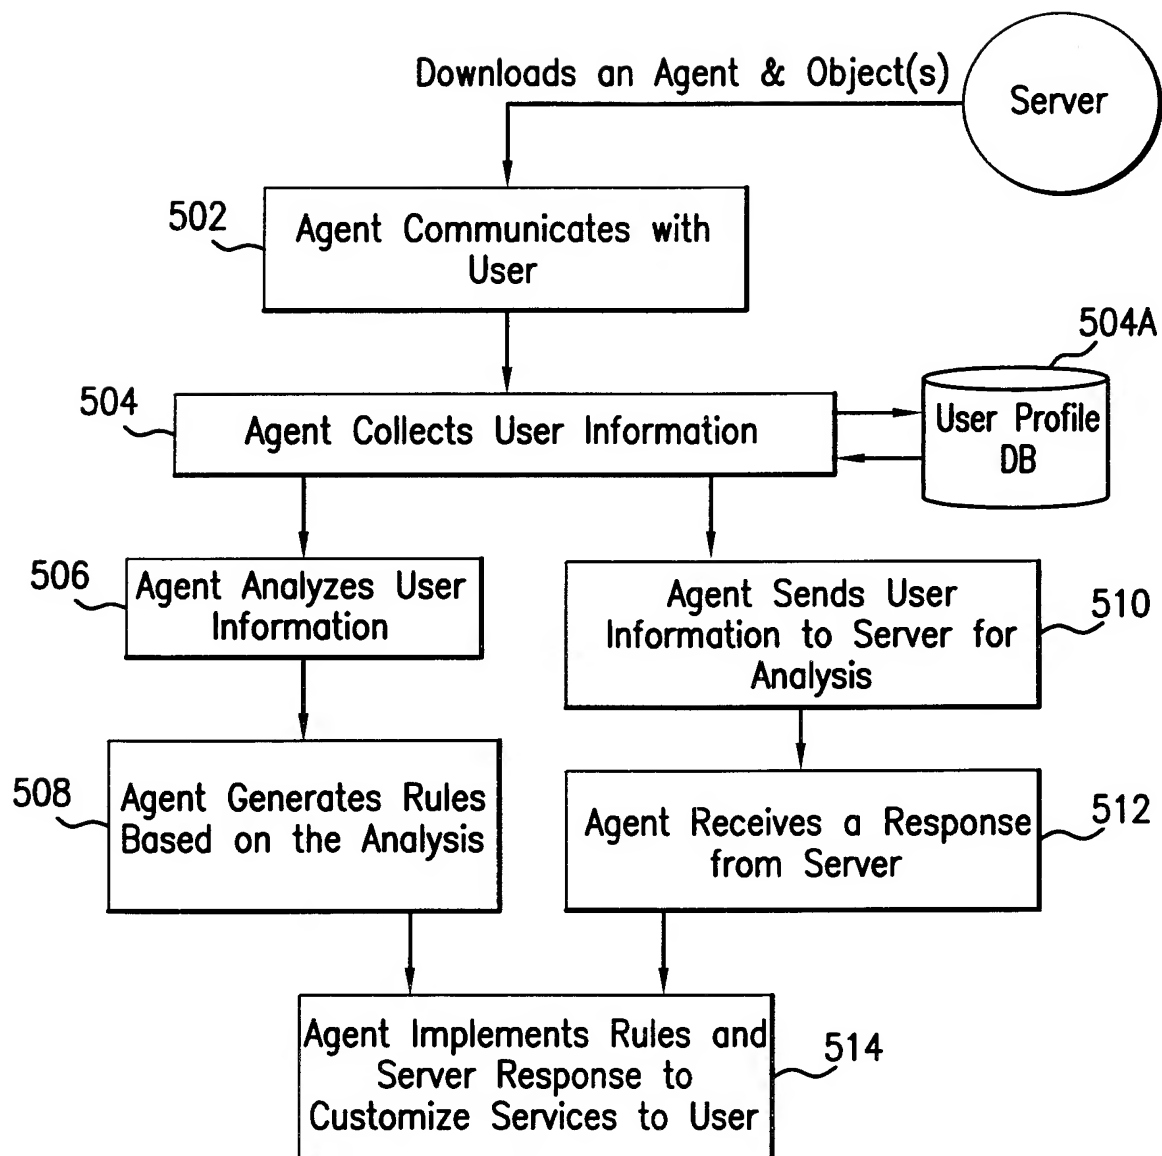 Downloads an Agent & Object(s)
Server
502
Agent Communicates with
User
504A
User Profile
DB
504
Agent Collects User Information
506
Agent Analyzes User
Information
Agent Sends User
Information to Server for
Analysis
510
508
Agent Generates Rules
Based on the Analysis
Agent Receives a Response
from Server
512
Agent Implements Rules and
Server Response to
Customize Services to User
514